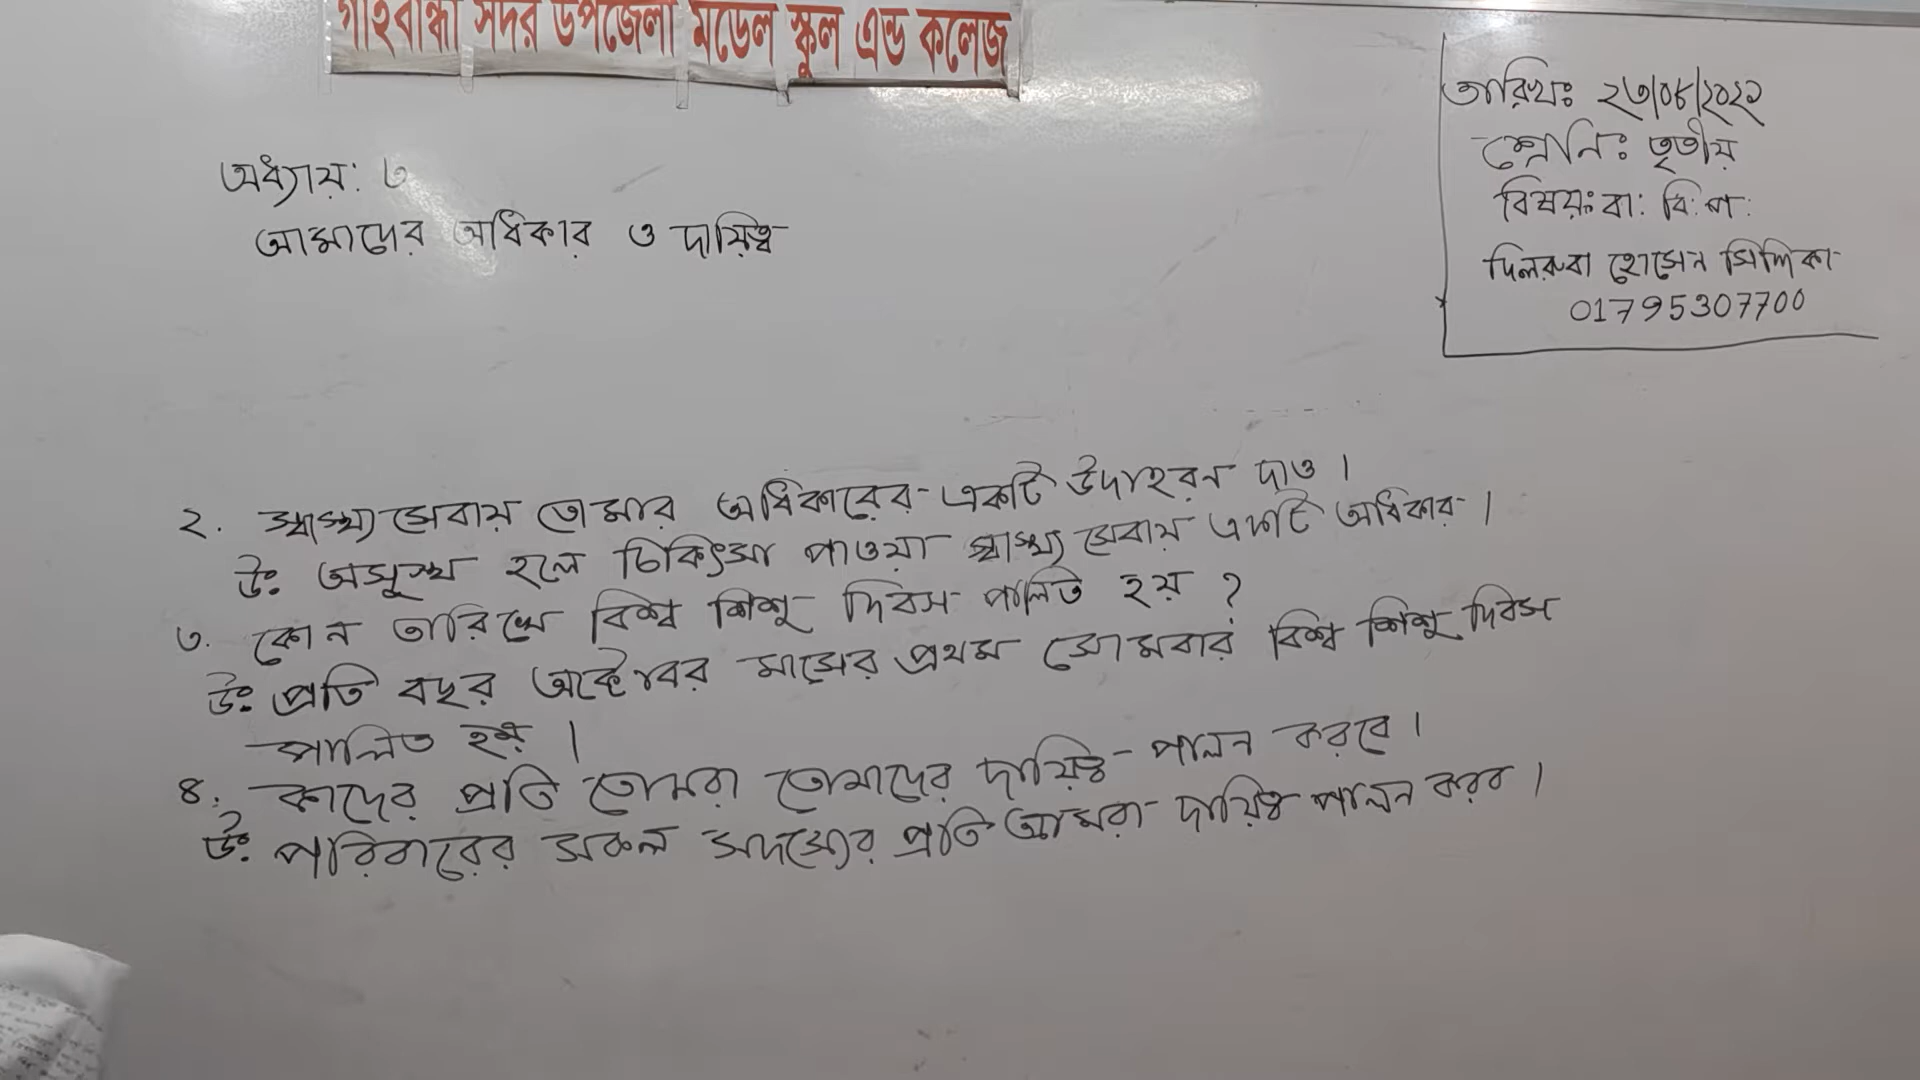 গাইবান্ধা সদর উপজেলা মডেল স্কুল এন্ড কলেজ
তারিখঃ ২৩/০৪/২০২২
শ্রেনিঃ তৃতীয়
বিষয়ঃ বা: বি: প:
দিলরুবা হোসেন মিলিকা
01795307700
অধ্যায়: ৩
আমাদের অধিকার ও দায়িত্ব
২. স্বাস্থ্য সেবায় তোমার অধিকারের একটি উদাহরন দাও।
উঃ অসুস্থ হলে চিকিৎসা পাওয়া স্বাস্থ্য সেবায় একটি অধিকার।
৩. কোন তারিখে বিশ্ব শিশু দিবস পালিত হয় ?
উঃ প্রতি বছর অক্টোবর মাসের প্রথম সোমবার বিশ্ব শিশু দিবস
পালিত হয়।
৪. কাদের প্রতি তোমরা তোমাদের দায়িত্ব পালন করবে।
উঃ পরিবারের সকল সদস্যের প্রতি আমরা দায়িত্ব পালন করব।